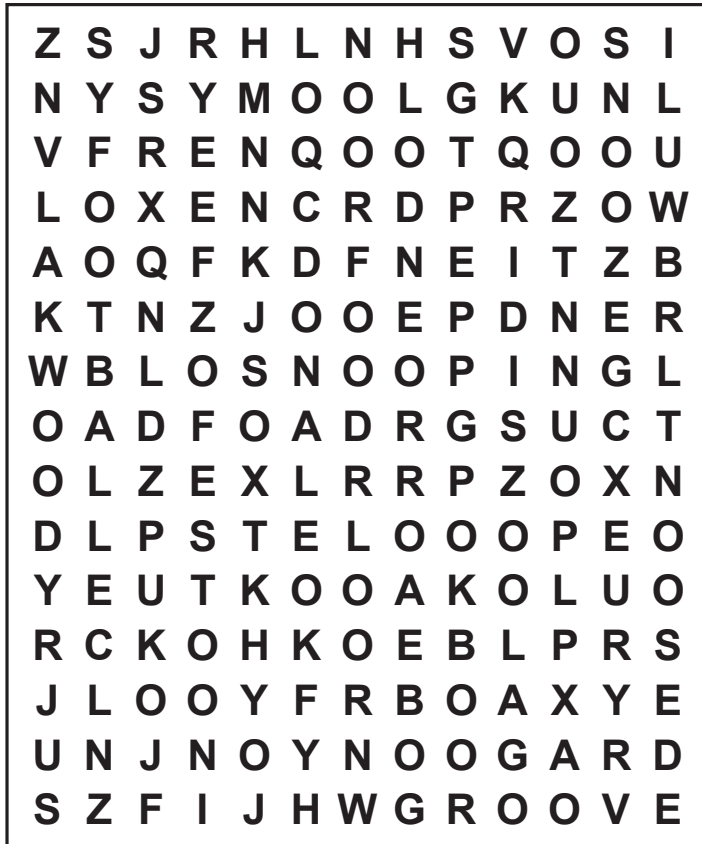 Z S J R H L N H S V O S I
N Y S Y M O O L G K U N L
V F R E N Q O O T Q O O U
L O X E N C R D P R Z O W
A O Q F K D F N E I T Z B
K T N Z J O O E P D N E R
W B L O S N O O P I N G L
O A D F O A D R G S U C T
O L Z E X L R R P Z O X N
D L P S T E L O O O P E O
Y E U T K O O A K O L U O
R C K O H K O E B L P R S
J L O O Y F R B O A X Y E
U N J N O Y N O O G A R D
S Z F I J H W G R O O V E